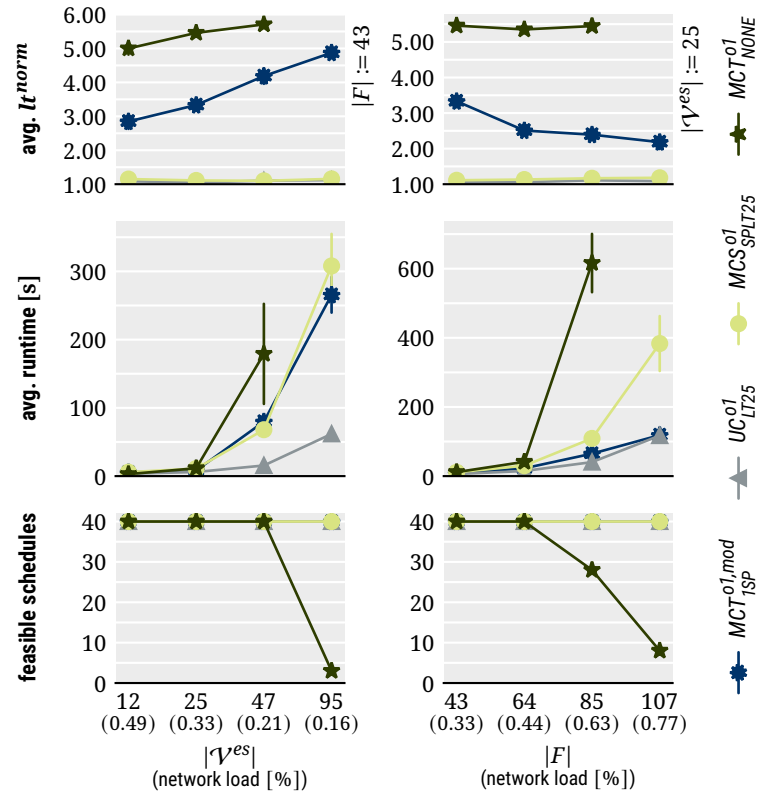 6.00
5.00
4.00
3.00
2.00
1.00
avg. lt^norm
|F| := 43
5.00
4.00
3.00
2.00
1.00
|𝒱^es| := 25
300
200
100
0
avg. runtime [s]
600
400
200
0
40
30
20
10
0
feasible schedules
40
30
20
10
0
12 25 47 95
(0.49) (0.33) (0.21) (0.16)
|𝒱^es|
(network load [%])
43 64 85 107
(0.33) (0.44) (0.63) (0.77)
|F|
(network load [%])
MCT^o1_NONE
MCS^o1_SPLT25
UC^o1_LT25
MCT^o1,mod_1SP